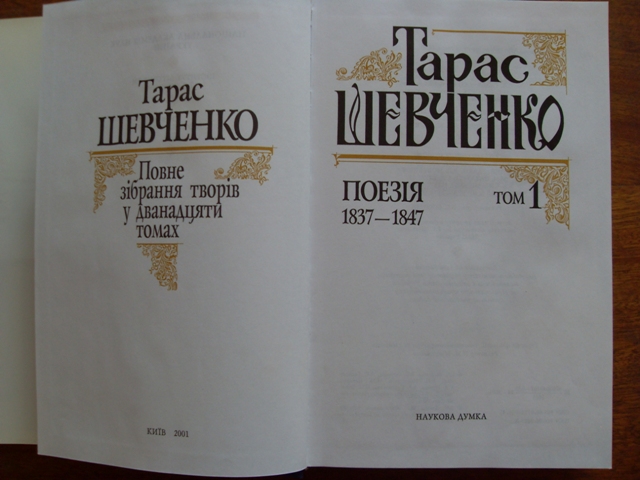 Тарас
ШЕВЧЕНКО
Повне
зібрання творів
у дванадцяти
томах
КИЇВ 2001
Тарас
ШЕВЧЕНКО
ПОЕЗІЯ ТОМ 1
1837—1847
НАУКОВА ДУМКА